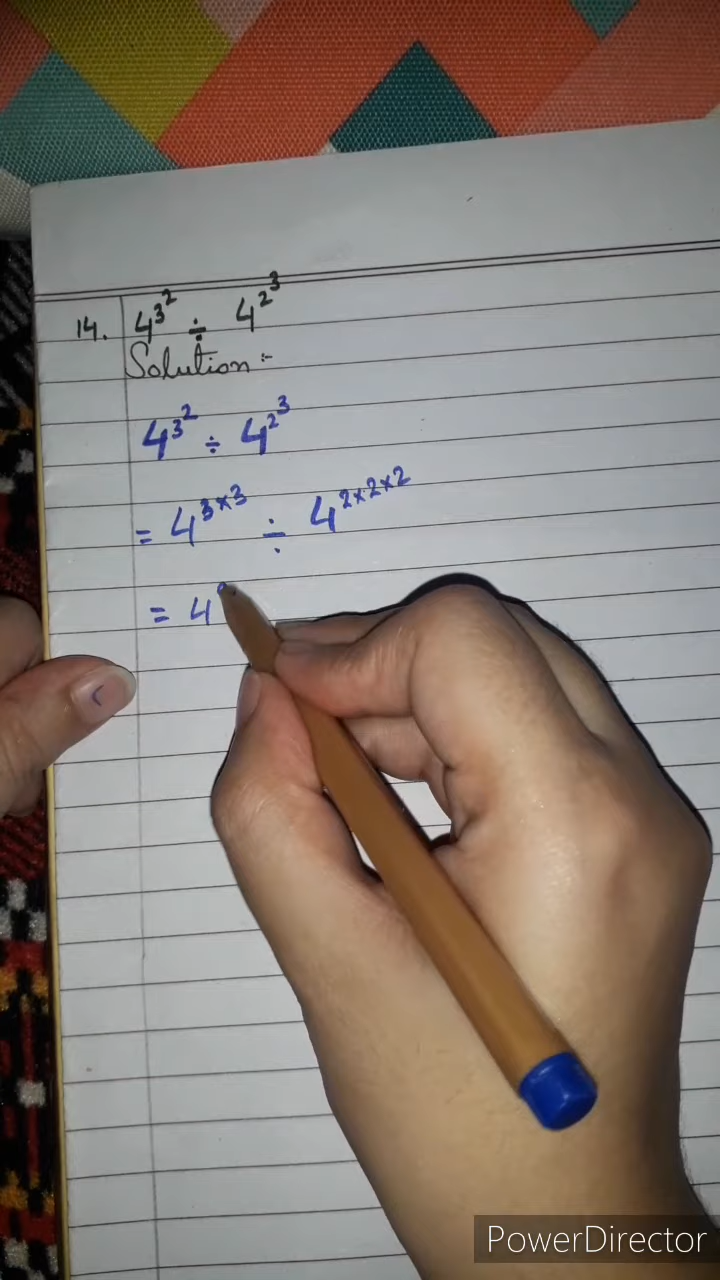 14. 4^3^2 ÷ 4^2^3
Solution :-
4^3^2 ÷ 4^2^3
= 4^3×3 ÷ 4^2×2×2
= 4
PowerDirector